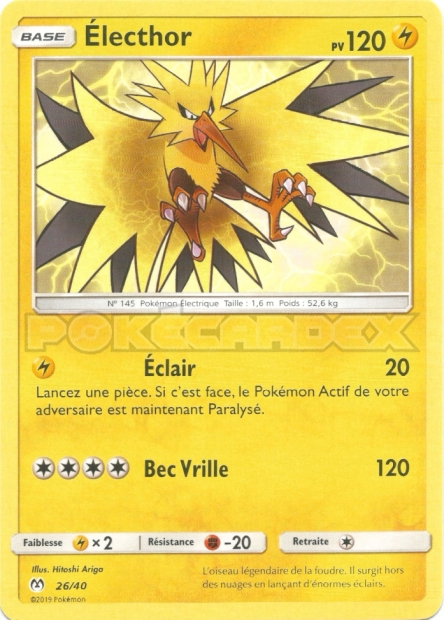 BASE Électhor PV 120
N° 145 Pokémon Électrique Taille : 1,6 m Poids : 52,6 kg
POKÉCARDEX
Éclair 20
Lancez une pièce. Si c'est face, le Pokémon Actif de votre
adversaire est maintenant Paralysé.
Bec Vrille 120
Faiblesse ×2 Résistance -20 Retraite
Illus. Hitoshi Ariga
26/40
©2019 Pokémon
L'oiseau légendaire de la foudre. Il surgit hors
des nuages en lançant d'énormes éclairs.